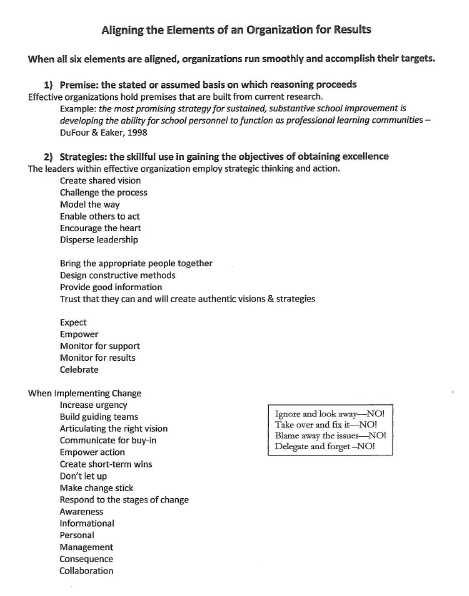 Aligning the Elements of an Organization for Results
When all six elements are aligned, organizations run smoothly and accomplish their targets.
1) Premise: the stated or assumed basis on which reasoning proceeds
Effective organizations hold premises that are built from current research.
Example: the most promising strategy for sustained, substantive school improvement is
developing the ability for school personnel to function as professional learning communities –
DuFour & Eaker, 1998
2) Strategies: the skillful use in gaining the objectives of obtaining excellence
The leaders within effective organization employ strategic thinking and action.
Create shared vision
Challenge the process
Model the way
Enable others to act
Encourage the heart
Disperse leadership
Bring the appropriate people together
Design constructive methods
Provide good information
Trust that they can and will create authentic visions & strategies
Expect
Empower
Monitor for support
Monitor for results
Celebrate
When Implementing Change
Increase urgency
Build guiding teams
Articulating the right vision
Communicate for buy-in
Empower action
Create short-term wins
Don't let up
Make change stick
Respond to the stages of change
Awareness
Informational
Personal
Management
Consequence
Collaboration
Ignore and look away—NO!
Take over and fix it—NO!
Blame away the issues—NO!
Delegate and forget –NO!